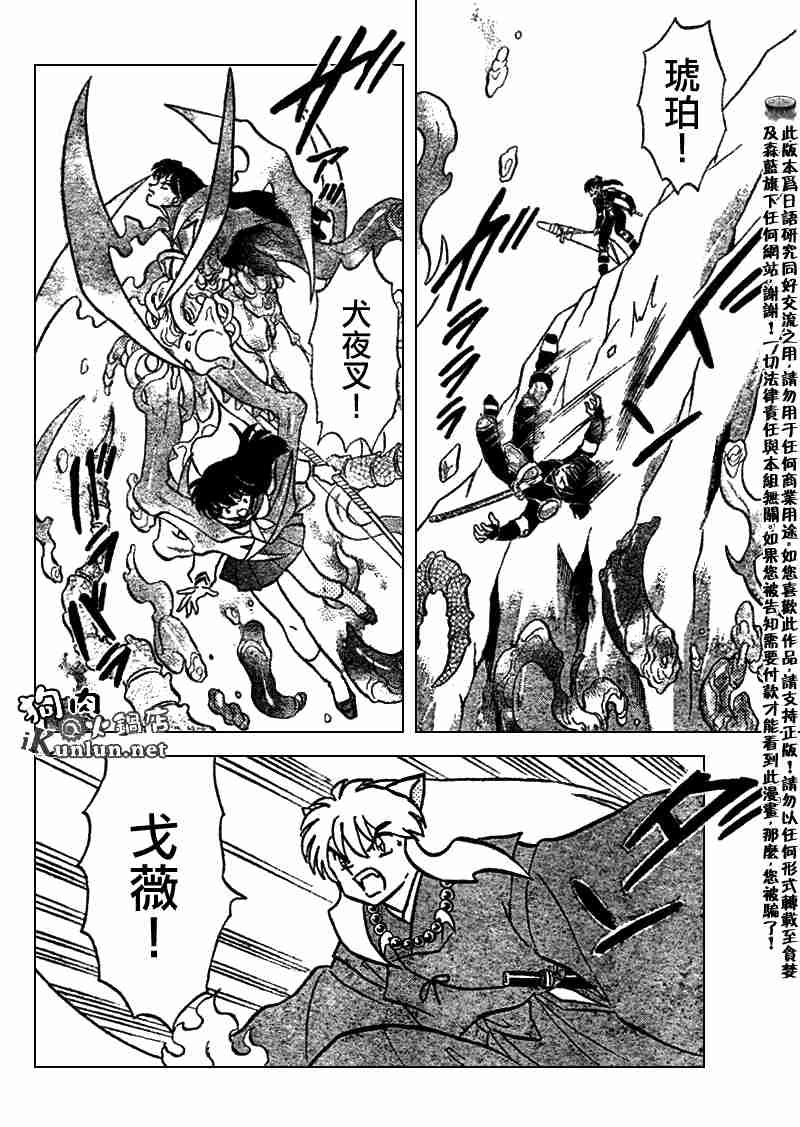 琥珀！
犬夜叉！
戈薇！
此版本爲日語研究同好交流之用，請勿用于任何商業用途。如您喜歡此作品，請支持正版！請勿以任何形式轉載至貪婪
及森藍旗下任何網站，謝謝！一切法律責任與本組無關。如果您被告知需要付款才能看到此漫畫，那麽，您被騙了！
狗肉
@火鍋店
iKunlun.net